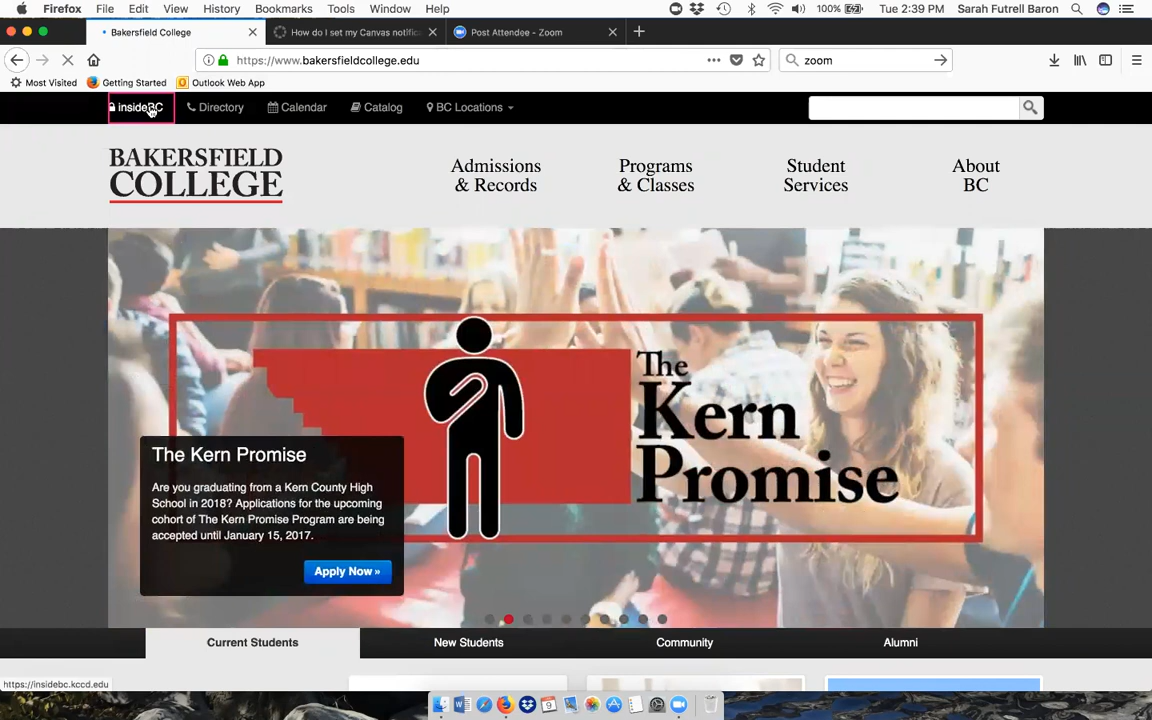 Firefox File Edit View History Bookmarks Tools Window Help 100% Tue 2:39 PM Sarah Futrell Baron
Bakersfield College How do I set my Canvas notific Post Attendee - Zoom
https://www.bakersfieldcollege.edu zoom
Most Visited Getting Started Outlook Web App
insideBC Directory Calendar Catalog BC Locations
BAKERSFIELD
COLLEGE
Admissions
& Records
Programs
& Classes
Student
Services
About
BC
The
Kern
Promise
The Kern Promise
Are you graduating from a Kern County High
School in 2018? Applications for the upcoming
cohort of The Kern Promise Program are being
accepted until January 15, 2017.
Apply Now »
Current Students New Students Community Alumni
https://insidebc.kccd.edu